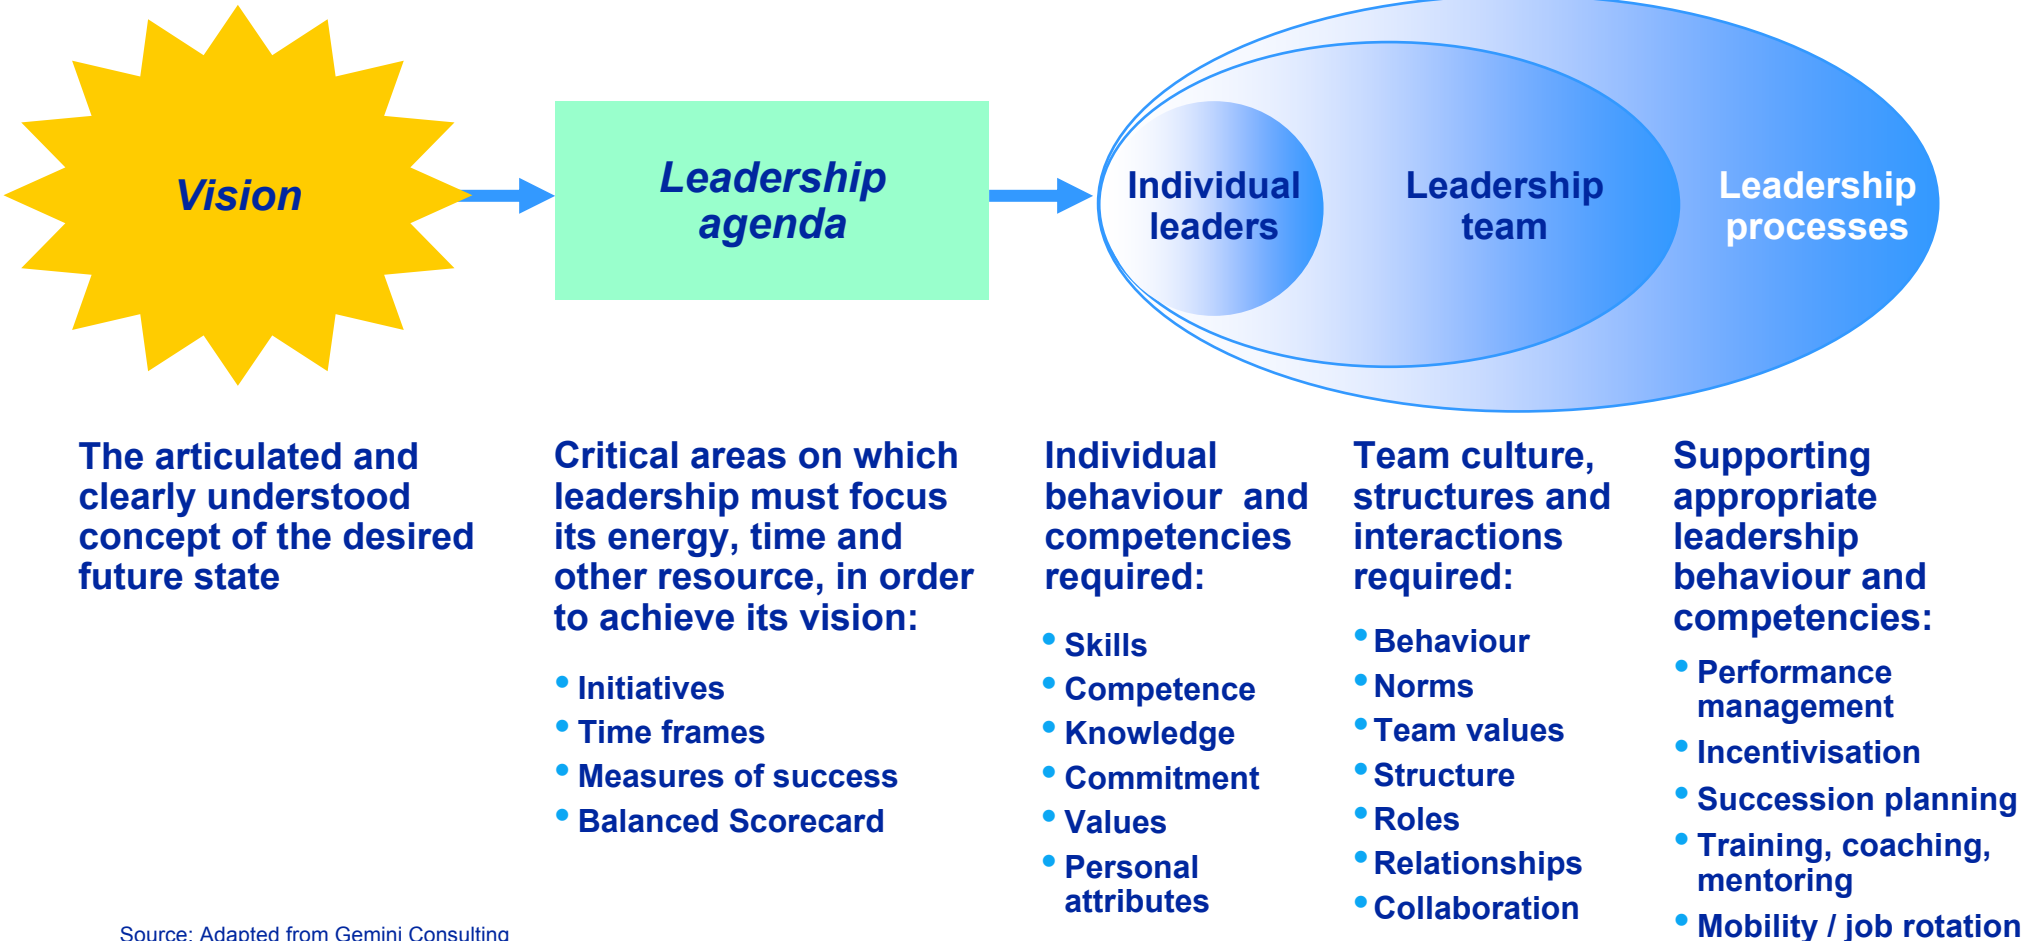 Vision
Leadership
agenda
Individual
leaders
Leadership
team
Leadership
processes
The articulated and
clearly understood
concept of the desired
future state
Critical areas on which
leadership must focus
its energy, time and
other resource, in order
to achieve its vision:
• Initiatives
• Time frames
• Measures of success
• Balanced Scorecard
Individual
behaviour and
competencies
required:
• Skills
• Competence
• Knowledge
• Commitment
• Values
• Personal
attributes
Team culture,
structures and
interactions
required:
• Behaviour
• Norms
• Team values
• Structure
• Roles
• Relationships
• Collaboration
Supporting
appropriate
leadership
behaviour and
competencies:
• Performance
management
• Incentivisation
• Succession planning
• Training, coaching,
mentoring
• Mobility / job rotation
Source: Adapted from Gemini Consulting